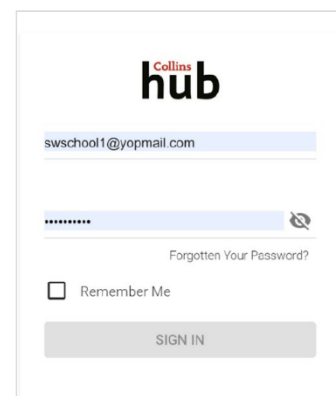 Collins
hub
swschool1@yopmail.com
••••••••••
Forgotten Your Password?
Remember Me
SIGN IN